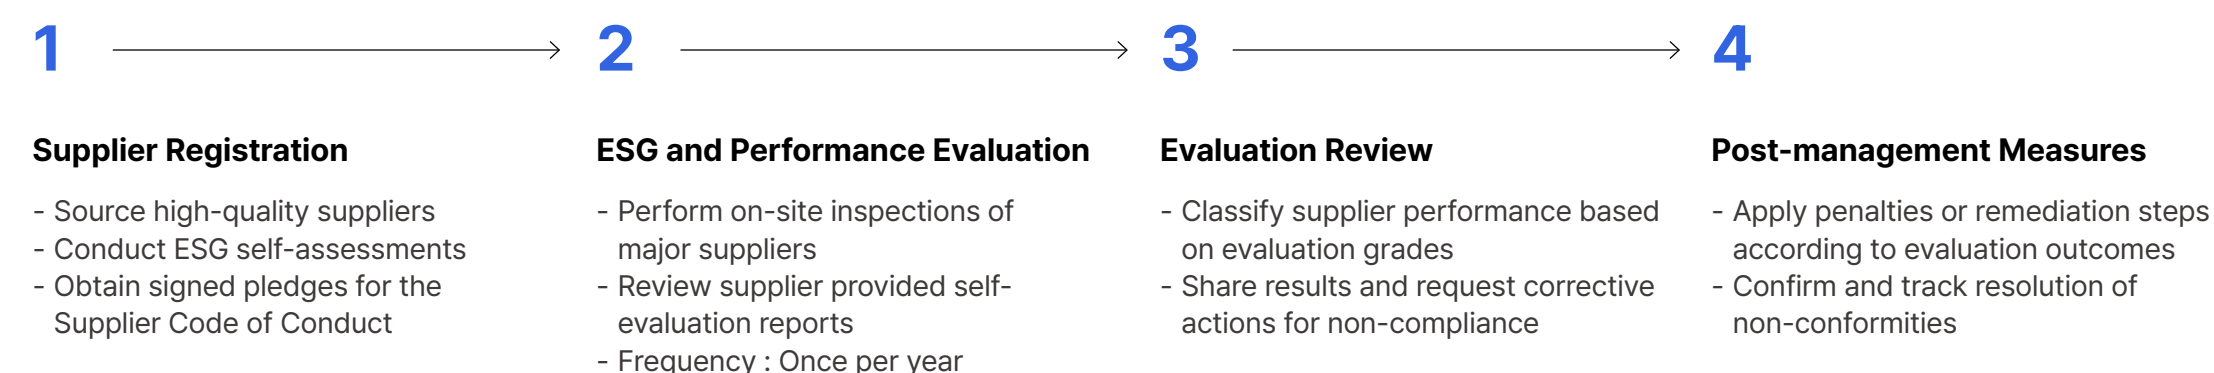 1
2
3
4
Supplier Registration
- Source high-quality suppliers
- Conduct ESG self-assessments
- Obtain signed pledges for the
Supplier Code of Conduct
ESG and Performance Evaluation
- Perform on-site inspections of
major suppliers
- Review supplier provided self-
evaluation reports
- Frequency : Once per year
Evaluation Review
- Classify supplier performance based
on evaluation grades
- Share results and request corrective
actions for non-compliance
Post-management Measures
- Apply penalties or remediation steps
according to evaluation outcomes
- Confirm and track resolution of
non-conformities